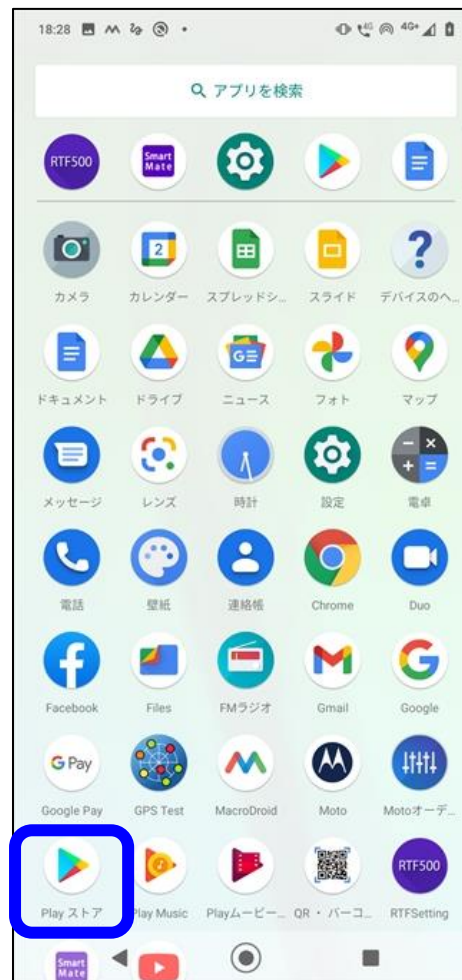 18:28 4G 4G+
アプリを検索
RTF500 Smart Mate
2
カメラ カレンダー スプレッドシ... スライド デバイスのヘ...
GE
ドキュメント ドライブ ニュース フォト マップ
メッセージ レンズ 時計 設定 電卓
電話 壁紙 連絡帳 Chrome Duo
Facebook Files FMラジオ Gmail Google
G Pay
Google Pay GPS Test MacroDroid Moto Motoオーデ...
RTF500
Play ストア Play Music Playムービー... QR・バーコ... RTFSetting
Smart Mate